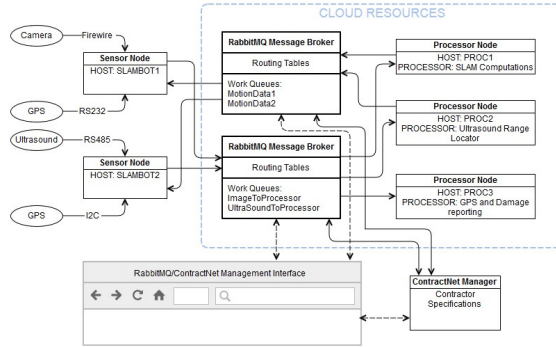 CLOUD RESOURCES
Camera
Firewire
Sensor Node
HOST: SLAMBOT1
GPS
RS232
Ultrasound
RS485
Sensor Node
HOST: SLAMBOT2
GPS
I2C
RabbitMQ Message Broker
Routing Tables
Work Queues:
MotionData1
MotionData2
RabbitMQ Message Broker
Routing Tables
Work Queues:
ImageToProcessor
UltraSoundToProcessor
Processor Node
HOST: PROC1
PROCESSOR: SLAM Computations
Processor Node
HOST: PROC2
PROCESSOR: Ultrasound Range
Locator
Processor Node
HOST: PROC3
PROCESSOR: GPS and Damage
reporting
RabbitMQ/ContractNet Management Interface
ContractNet Manager
Contractor
Specifications